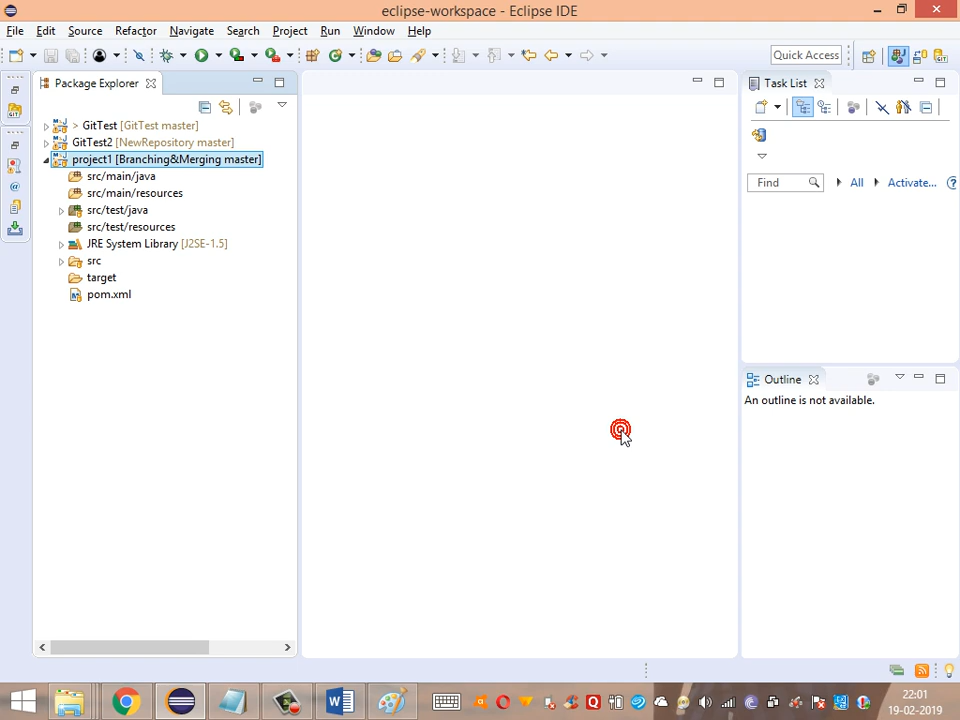 eclipse-workspace - Eclipse IDE
File Edit Source Refactor Navigate Search Project Run Window Help
Quick Access
Package Explorer
> GitTest [GitTest master]
GitTest2 [NewRepository master]
project1 [Branching&Merging master]
src/main/java
src/main/resources
src/test/java
src/test/resources
JRE System Library [J2SE-1.5]
src
target
pom.xml
Task List
Find
All
Activate...
Outline
An outline is not available.
22:01
19-02-2019